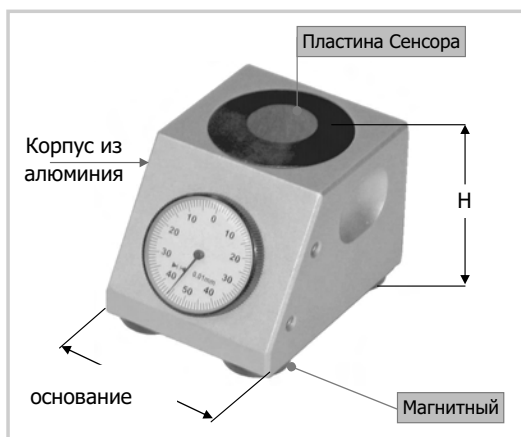 Пластина Сенсора
Корпус из
алюминия
H
10 0 10
20 20
30 30
40 50 40
0.01mm
основание
Магнитный